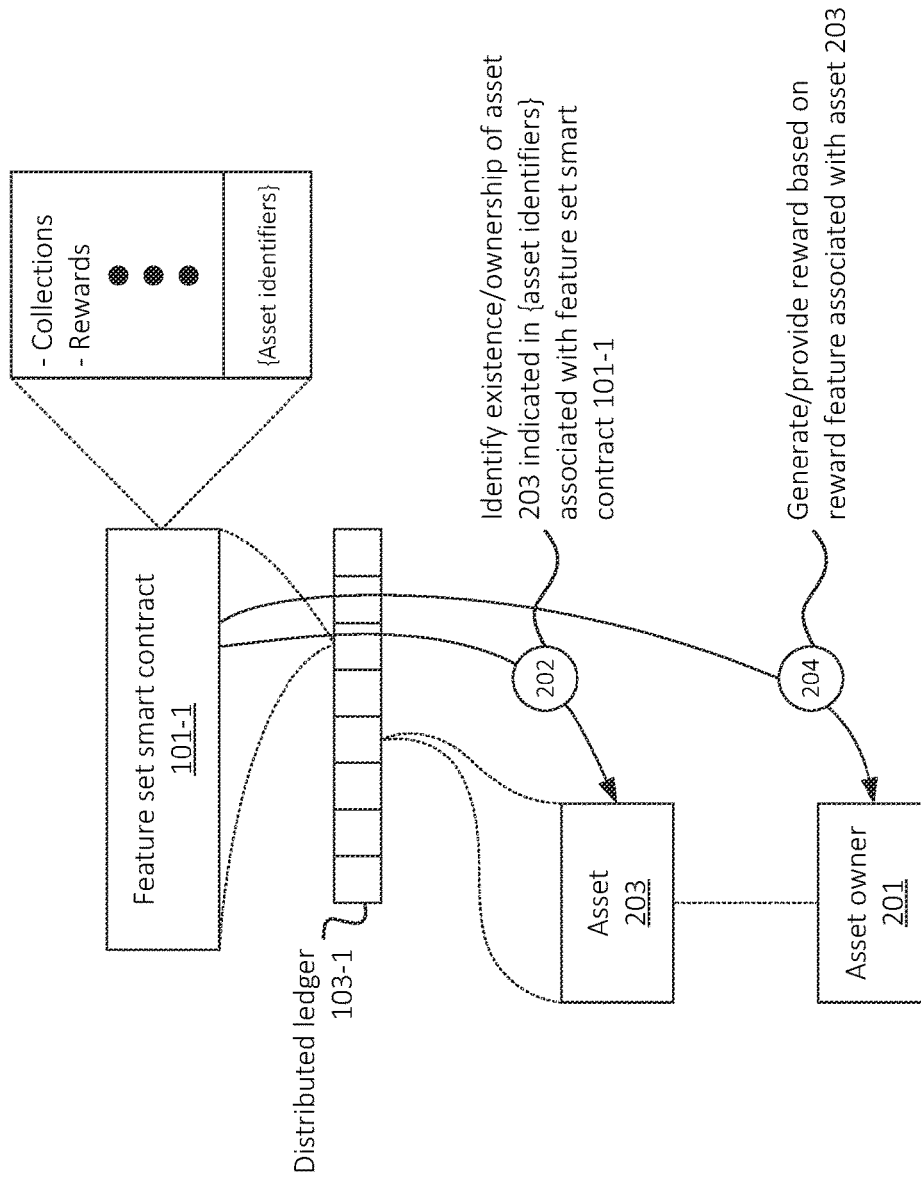 Feature set smart contract
101-1
- Collections
- Rewards
{Asset identifiers}
Distributed ledger
103-1
202
Identify existence/ownership of asset
203 indicated in {asset identifiers}
associated with feature set smart
contract 101-1
Asset
203
204
Generate/provide reward based on
reward feature associated with asset 203
Asset owner
201